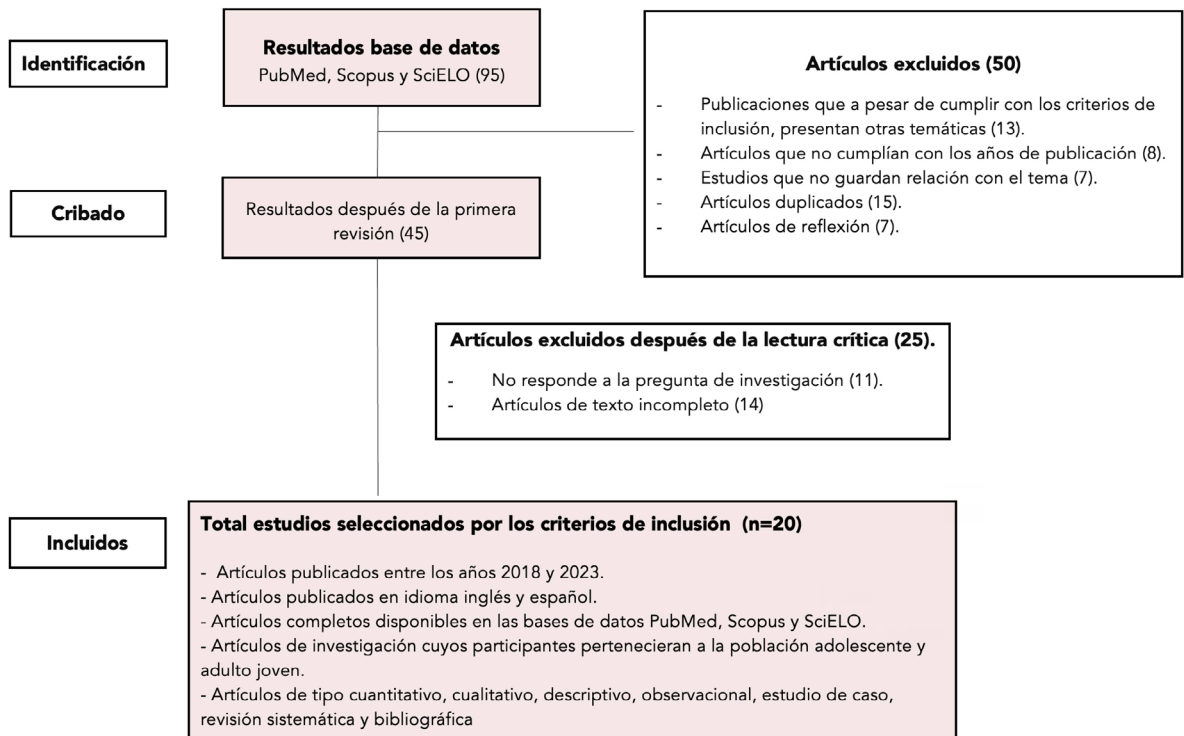 Identificación
Resultados base de datos
PubMed, Scopus y SciELO (95)
Artículos excluidos (50)
- Publicaciones que a pesar de cumplir con los criterios de
inclusión, presentan otras temáticas (13).
- Artículos que no cumplían con los años de publicación (8).
- Estudios que no guardan relación con el tema (7).
- Artículos duplicados (15).
- Artículos de reflexión (7).
Cribado
Resultados después de la primera
revisión (45)
Artículos excluidos después de la lectura crítica (25).
- No responde a la pregunta de investigación (11).
- Artículos de texto incompleto (14)
Incluidos
Total estudios seleccionados por los criterios de inclusión (n=20)
- Artículos publicados entre los años 2018 y 2023.
- Artículos publicados en idioma inglés y español.
- Artículos completos disponibles en las bases de datos PubMed, Scopus y SciELO.
- Artículos de investigación cuyos participantes pertenecieran a la población adolescente y
adulto joven.
- Artículos de tipo cuantitativo, cualitativo, descriptivo, observacional, estudio de caso,
revisión sistemática y bibliográfica